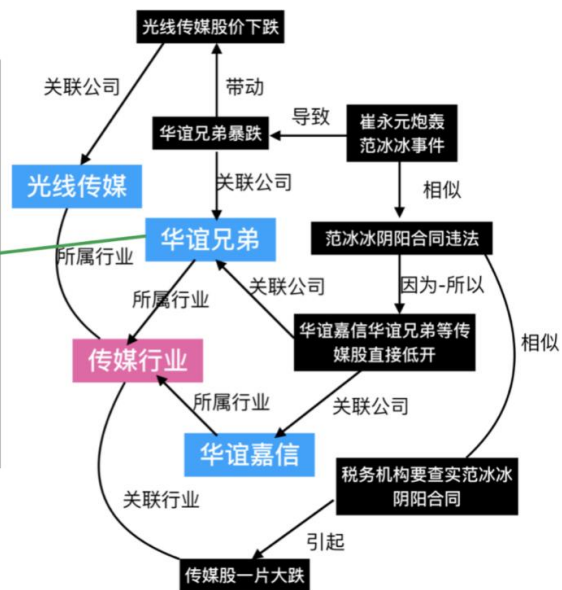 光线传媒股价下跌
关联公司
带动
导致
崔永元炮轰
范冰冰事件
华谊兄弟暴跌
光线传媒
关联公司
相似
华谊兄弟
范冰冰阴阳合同违法
所属行业
关联公司
因为-所以
所属行业
华谊嘉信华谊兄弟等传
媒股直接低开
相似
传媒行业
所属行业
关联公司
华谊嘉信
税务机构要查实范冰冰
阴阳合同
关联行业
引起
传媒股一片大跌